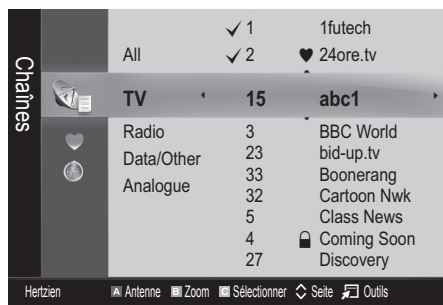 Chaînes
1 1futech
All 2 24ore.tv
TV 15 abc1
Radio 3 BBC World
Data/Other 23 bid-up.tv
Analogue 33 Boonerang
32 Cartoon Nwk
5 Class News
4 Coming Soon
27 Discovery
Hertzien A Antenne B Zoom C Sélectionner Seite Outils